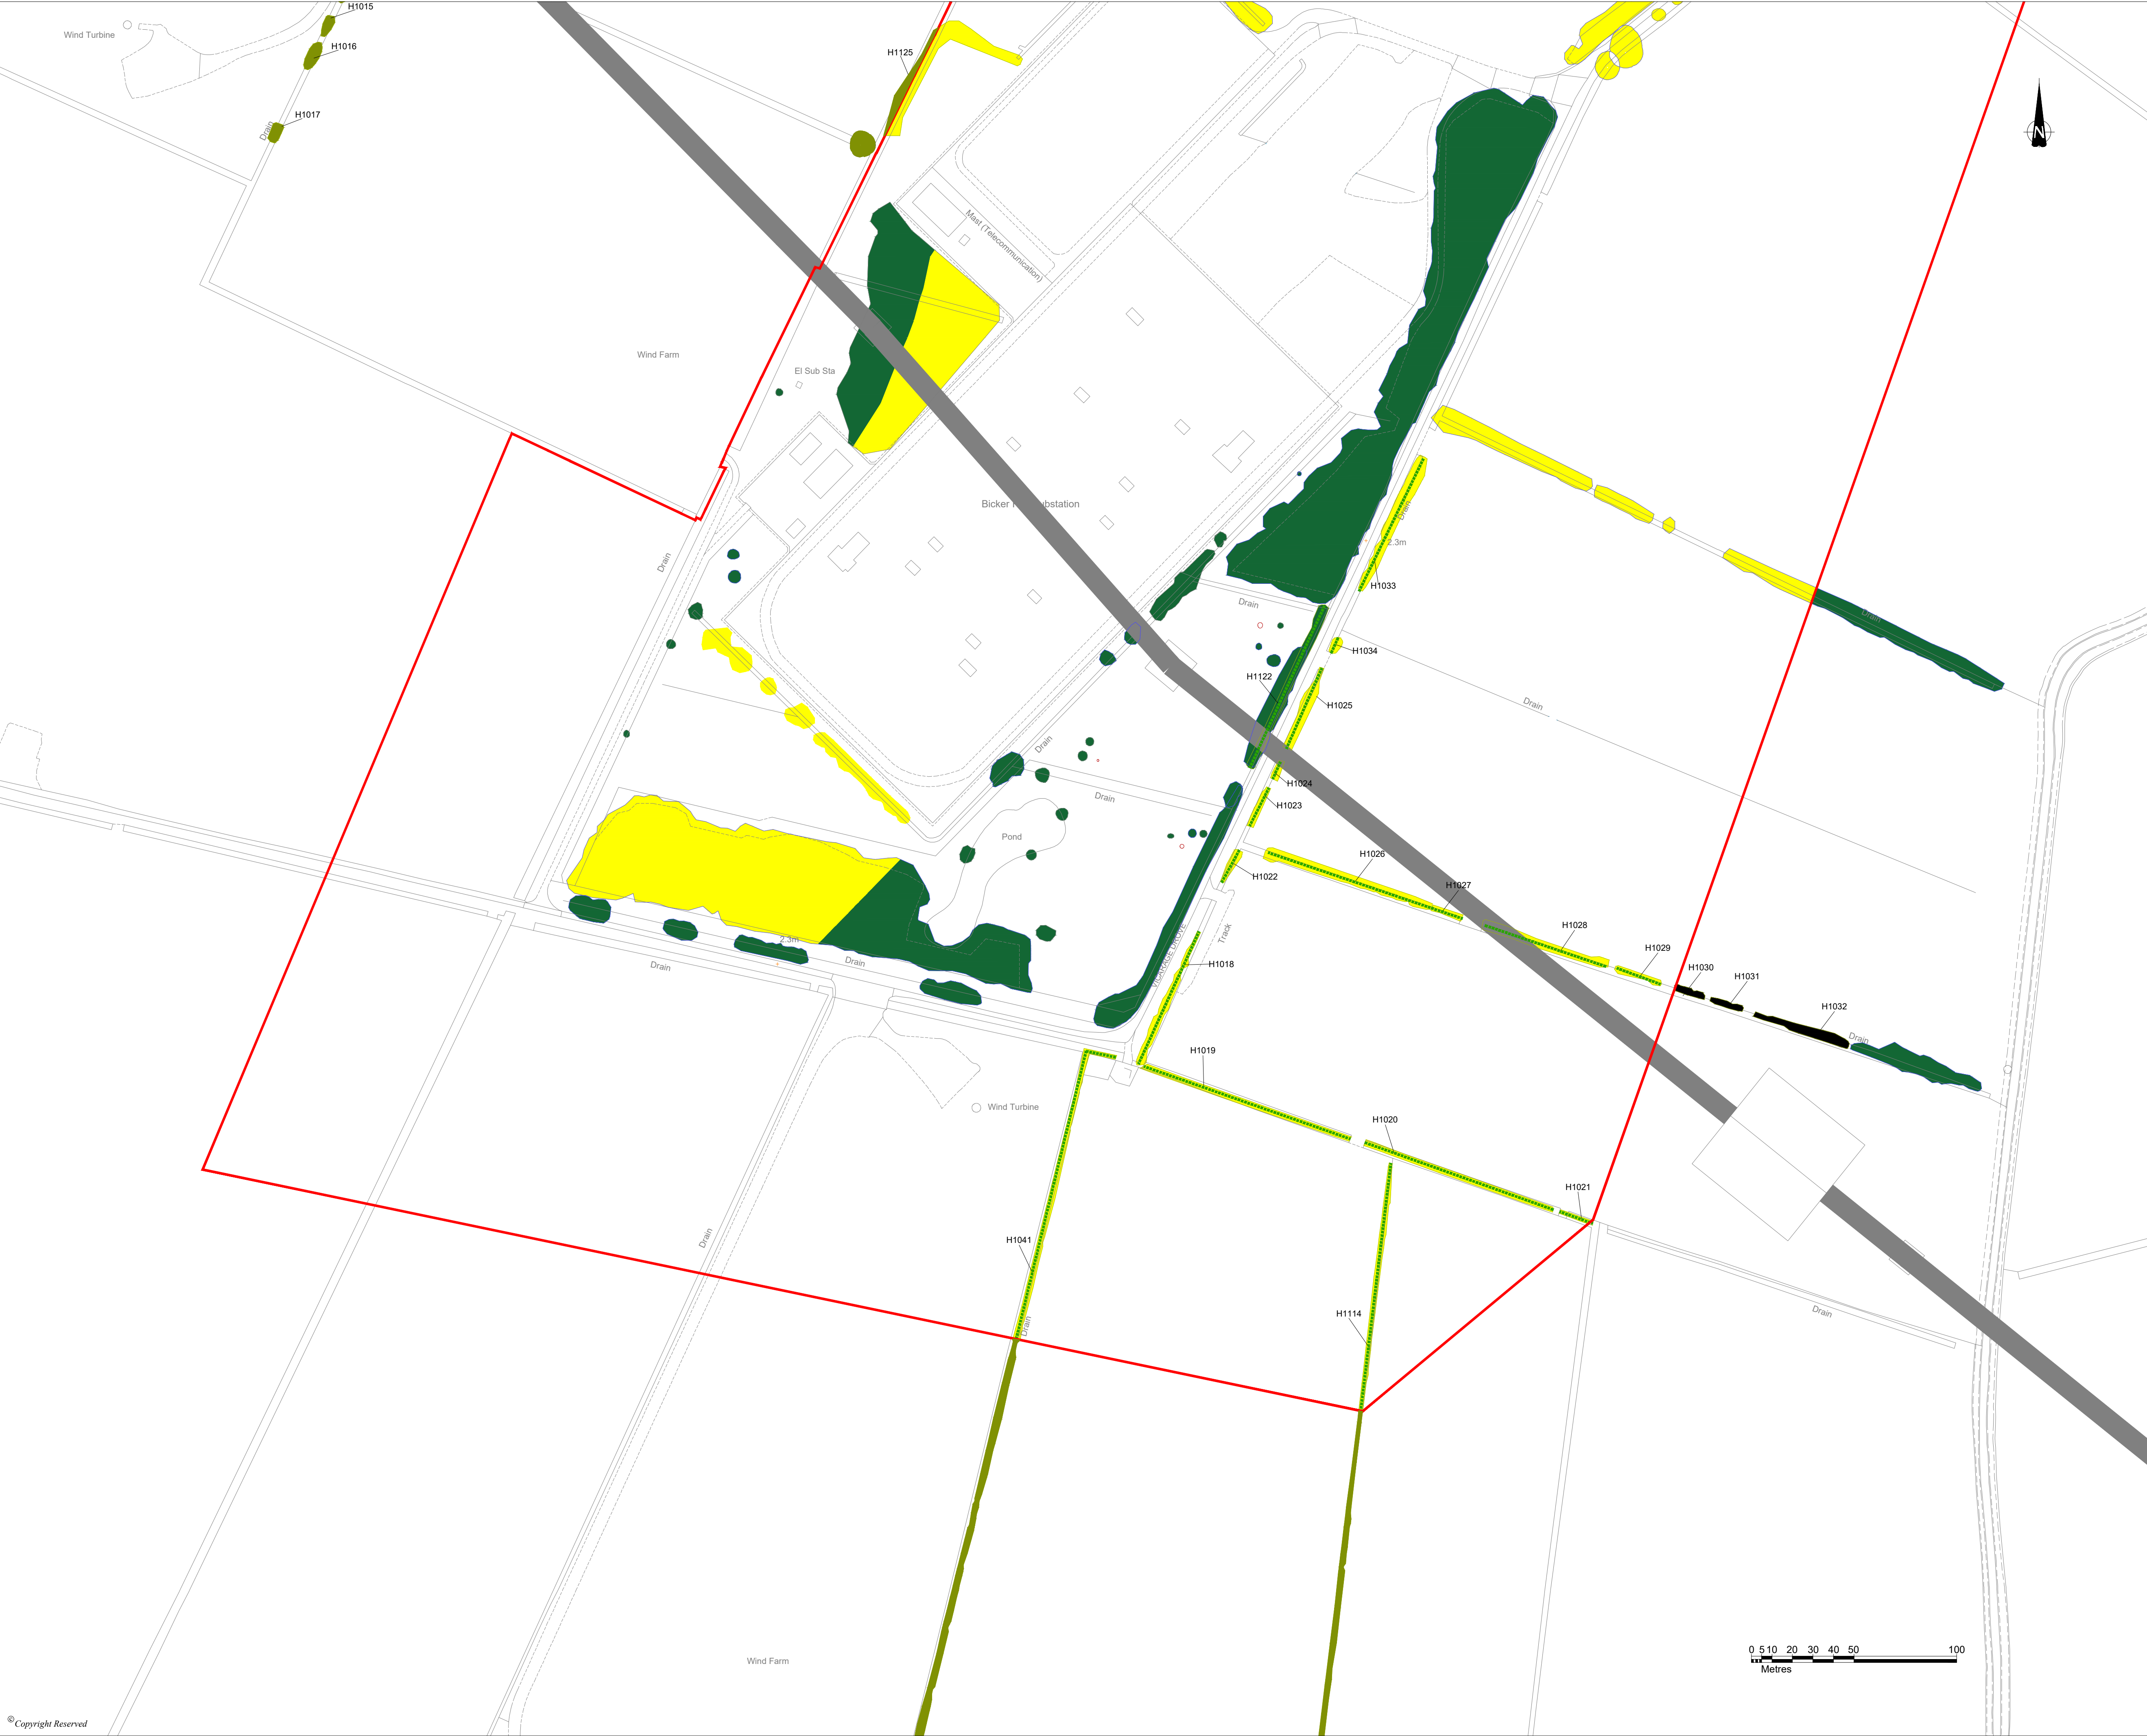 H1015
Wind Turbine
H1016
H1125
H1017
Drain
N
Mast (Telecommunication)
Wind Farm
El Sub Sta
Bicker
bstation
Drain
Drain
2.3m
H1033
Drain
Drain
H1034
H1122
H1025
Drain
Drain
H1024
Drain
H1023
Pond
H1026
H1022
H1027
2.3m
Drain
Drain
Track
H1028
H1029
H1018
H1030
H1031
H1032
Drain
H1019
Wind Turbine
H1020
H1021
Drain
H1041
H1114
Drain
Drain
0 5 10 20 30 40 50 100
Metres
Wind Farm
© Copyright Reserved